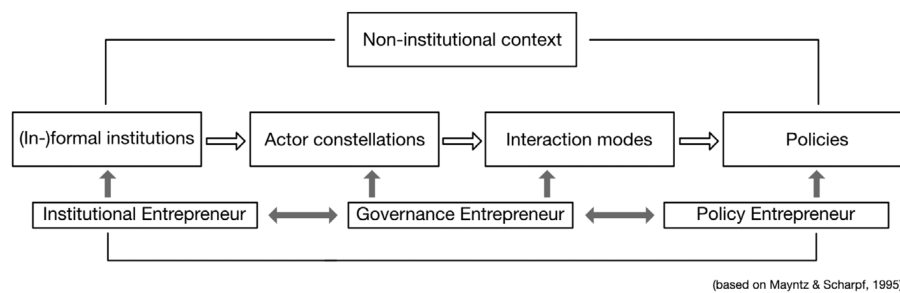 Non-institutional context
(In-)formal institutions
Actor constellations
Interaction modes
Policies
Institutional Entrepreneur
Governance Entrepreneur
Policy Entrepreneur
(based on Mayntz & Scharpf, 1995)